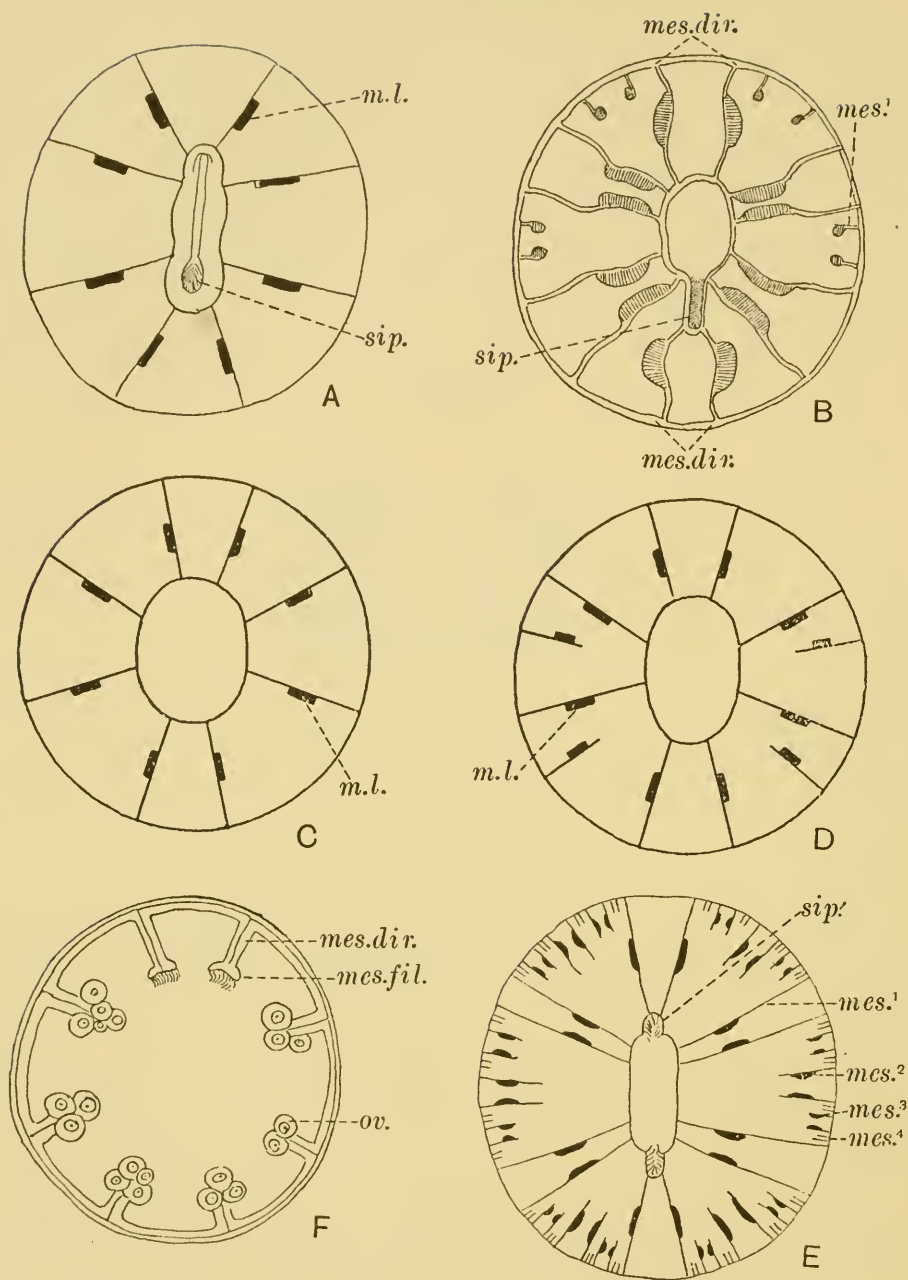 mes.dir.
m.l.
mes.¹
sip.
sip.
A
B
mes.dir.
m.l.
m.l.
C
D
sip.¹
mes.dir.
mes.fil.
mes.¹
mes.²
ov.
mes.³
mes.⁴
F
E